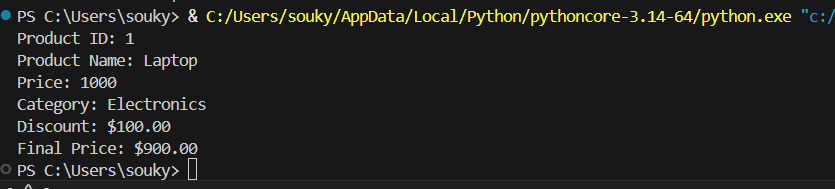 PS C:\Users\souky> & C:/Users/souky/AppData/Local/Python/pythoncore-3.14-64/python.exe "c:/
Product ID: 1
Product Name: Laptop
Price: 1000
Category: Electronics
Discount: $100.00
Final Price: $900.00
PS C:\Users\souky>